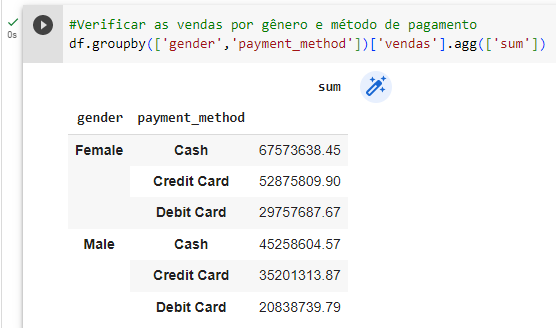 #Verificar as vendas por gênero e método de pagamento
0s
df.groupby(['gender','payment_method'])['vendas'].agg(['sum'])
sum
gender payment_method
Female Cash 67573638.45
Credit Card 52875809.90
Debit Card 29757687.67
Male Cash 45258604.57
Credit Card 35201313.87
Debit Card 20838739.79